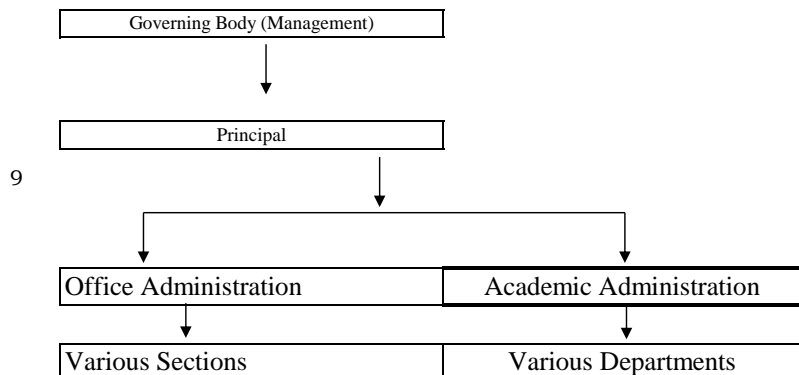 Governing Body (Management)
Principal
9
Office Administration
Academic Administration
Various Sections
Various Departments